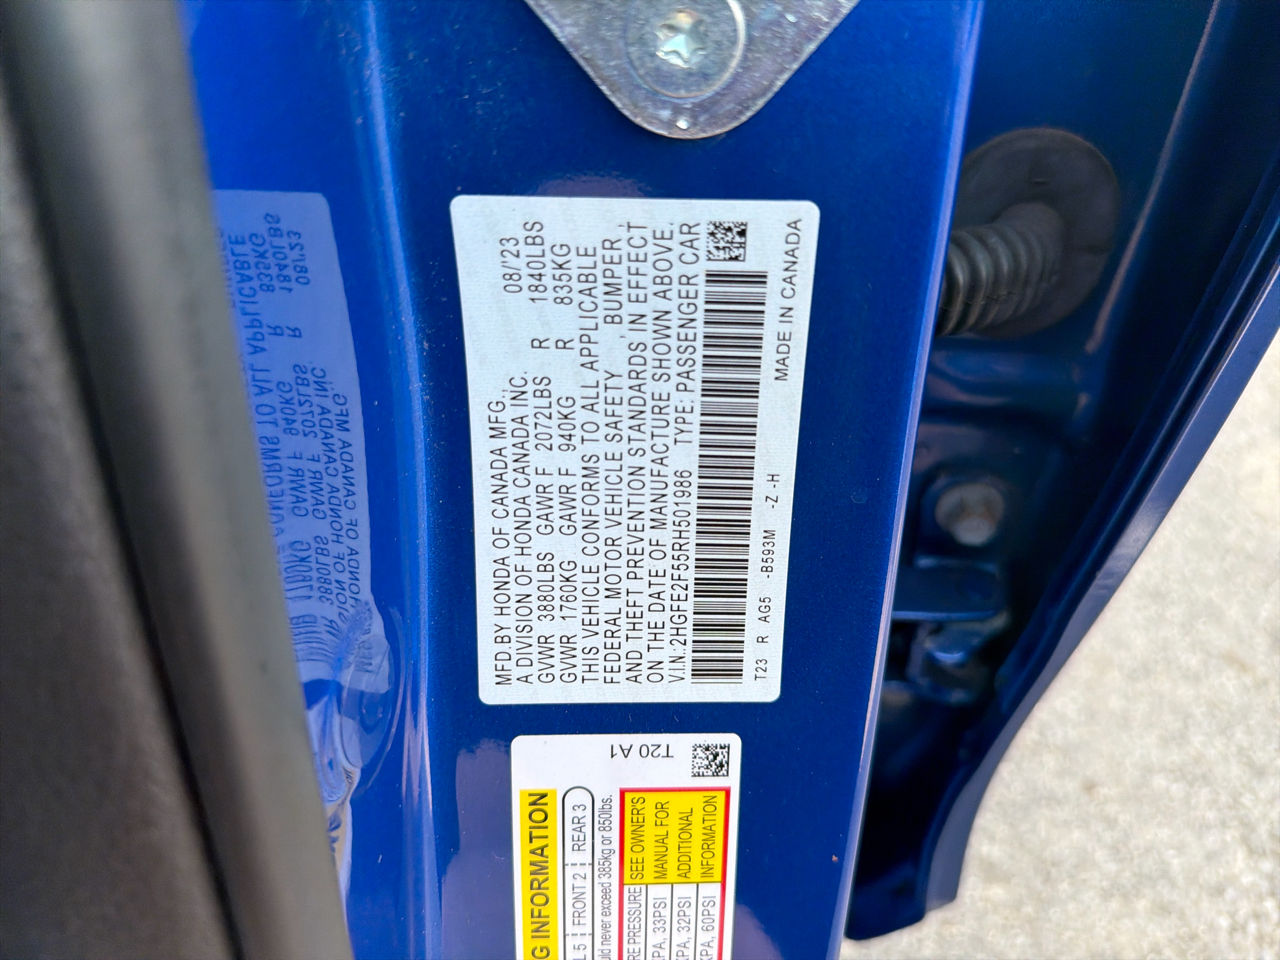 MFD.BY HONDA OF CANADA MFG.,
A DIVISION OF HONDA CANADA INC. 08/'23
GVWR 3880LBS GAWR F 2072LBS R 1840LBS
GVWR 1760KG GAWR F 940KG R 835KG
THIS VEHICLE CONFORMS TO ALL APPLICABLE
FEDERAL MOTOR VEHICLE SAFETY , BUMPER,
AND THEFT PREVENTION STANDARDS, IN EFFECT
ON THE DATE OF MANUFACTURE SHOWN ABOVE.
V.I.N.:2HGFE2F55RH501986 TYPE: PASSENGER CAR
T23 R AG5 -B593M -Z-H
MADE IN CANADA
T20 A1
INFORMATION
5 FRONT 2 REAR 3
never exceed 385kg or 850lbs.
PRESSURE SEE OWNER'S
33PSI MANUAL FOR
32PSI ADDITIONAL
60PSI INFORMATION